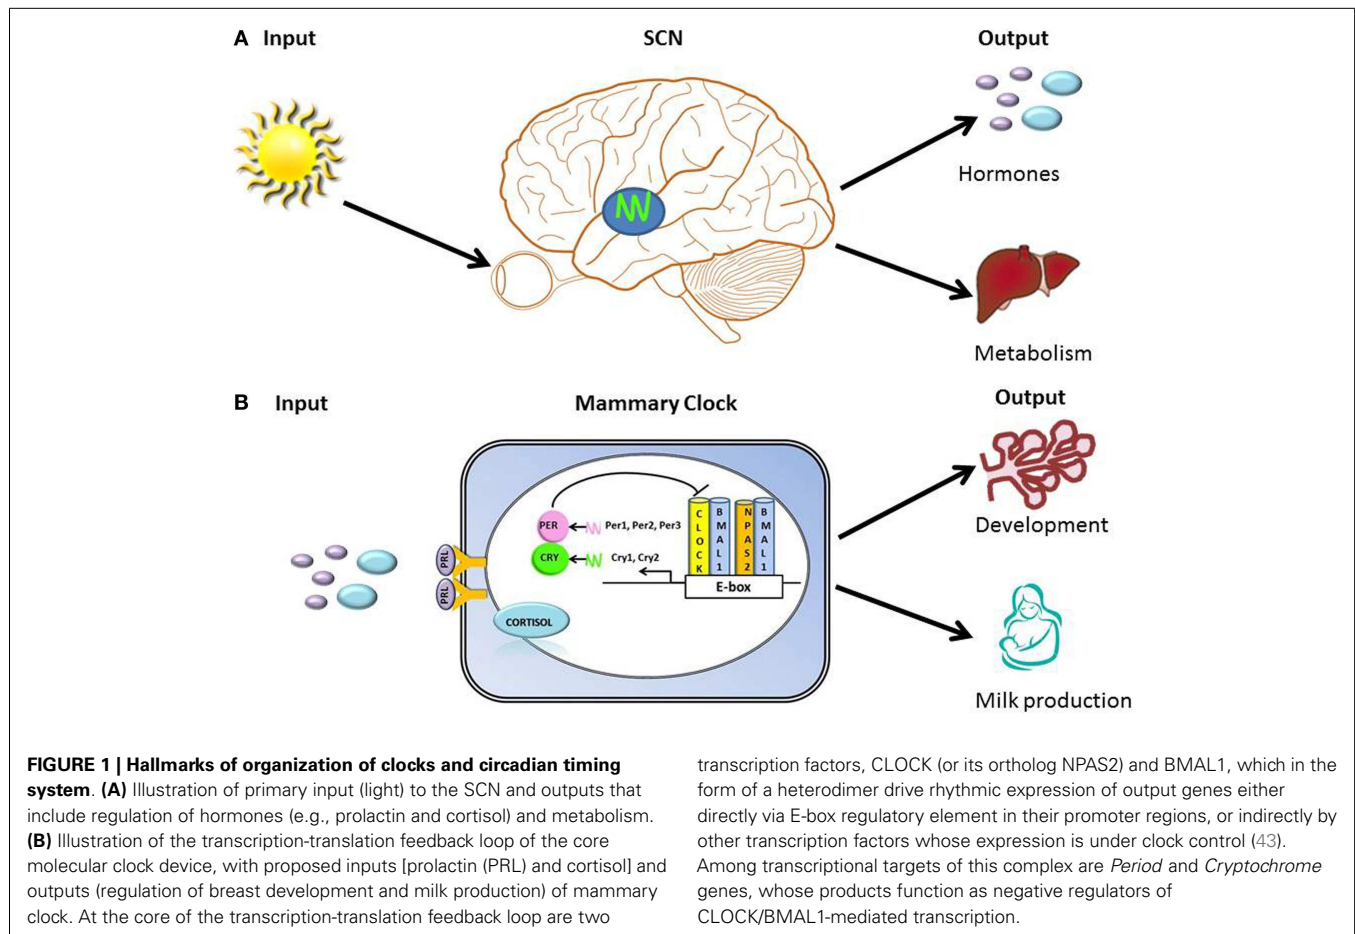 A Input
SCN
Output
Hormones
Metabolism
B Input
Mammary Clock
Output
PER
Per1, Per2, Per3
CRY
Cry1, Cry2
CLOCK
BMAL1
NPAS2
BMAL1
E-box
PRL
PRL
CORTISOL
Development
Milk production
FIGURE 1 | Hallmarks of organization of clocks and circadian timing
system. (A) Illustration of primary input (light) to the SCN and outputs that
include regulation of hormones (e.g., prolactin and cortisol) and metabolism.
(B) Illustration of the transcription-translation feedback loop of the core
molecular clock device, with proposed inputs [prolactin (PRL) and cortisol] and
outputs (regulation of breast development and milk production) of mammary
clock. At the core of the transcription-translation feedback loop are two
transcription factors, CLOCK (or its ortholog NPAS2) and BMAL1, which in the
form of a heterodimer drive rhythmic expression of output genes either
directly via E-box regulatory element in their promoter regions, or indirectly by
other transcription factors whose expression is under clock control (43).
Among transcriptional targets of this complex are Period and Cryptochrome
genes, whose products function as negative regulators of
CLOCK/BMAL1-mediated transcription.